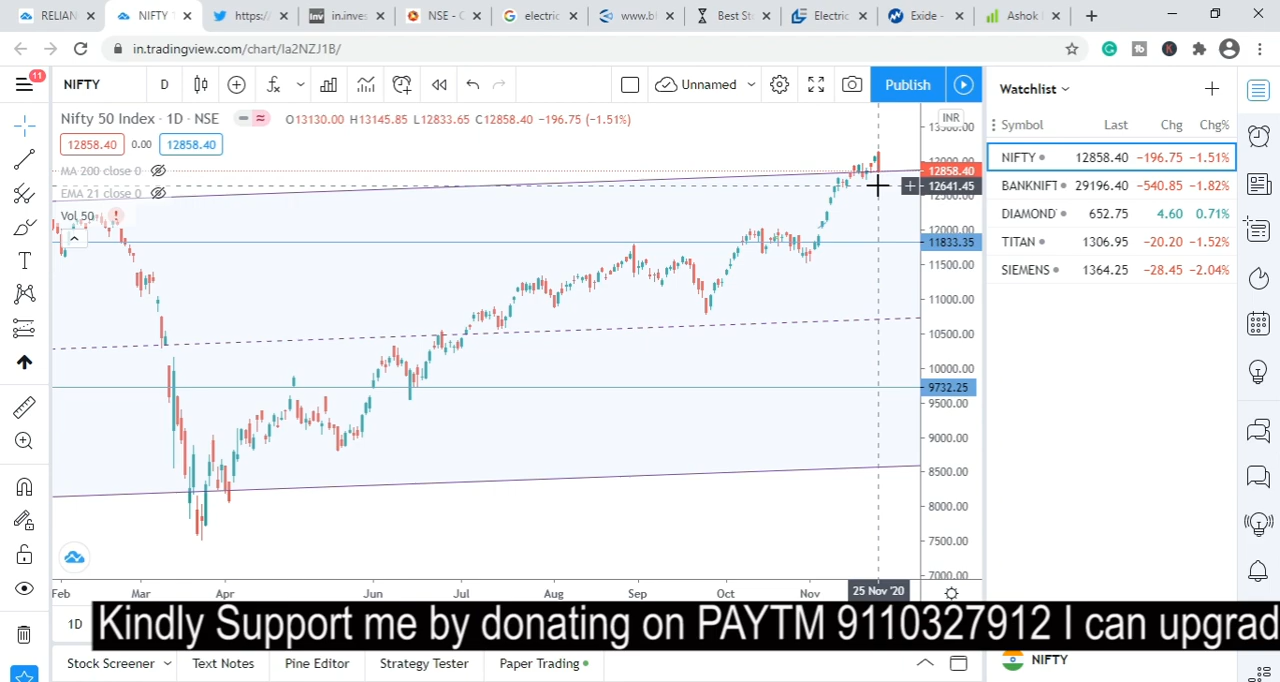 RELIAN
NIFTY 1
https:/
in.invest
NSE - C
electric
www.bl
Best St
Electric
Exide -
Ashok
in.tradingview.com/chart/Ia2NZJ1B/
11
NIFTY
D
Unnamed
Publish
Watchlist
Nifty 50 Index · 1D · NSE
O13130.00 H13145.85 L12833.65 C12858.40 −196.75 (−1.51%)
INR
12858.40 0.00 12858.40
MA 200 close 0
EMA 21 close 0
Vol 50
Symbol Last Chg Chg%
NIFTY 12858.40 −196.75 −1.51%
BANKNIFT 29196.40 −540.85 −1.82%
DIAMOND 652.75 4.60 0.71%
TITAN 1306.95 −20.20 −1.52%
SIEMENS 1364.25 −28.45 −2.04%
12858.40
12641.45
12000.00
11833.35
11500.00
11000.00
10500.00
10000.00
9732.25
9500.00
9000.00
8500.00
8000.00
7500.00
7000.00
Feb Mar Apr Jun Jul Aug Sep Oct Nov 25 Nov '20
1D
Kindly Support me by donating on PAYTM 9110327912 I can upgrad
Stock Screener Text Notes Pine Editor Strategy Tester Paper Trading
NIFTY